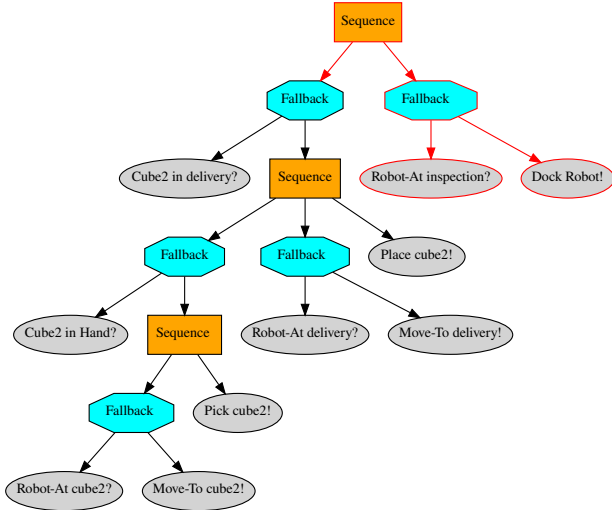 Sequence
Fallback
Fallback
Cube2 in delivery?
Sequence
Robot-At inspection?
Dock Robot!
Fallback
Fallback
Place cube2!
Cube2 in Hand?
Sequence
Robot-At delivery?
Move-To delivery!
Fallback
Pick cube2!
Robot-At cube2?
Move-To cube2!